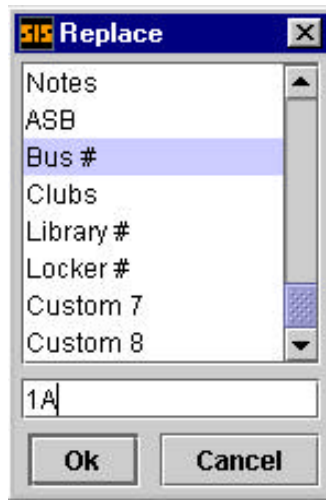 SIS Replace
Notes
ASB
Bus #
Clubs
Library #
Locker #
Custom 7
Custom 8
1A
Ok Cancel